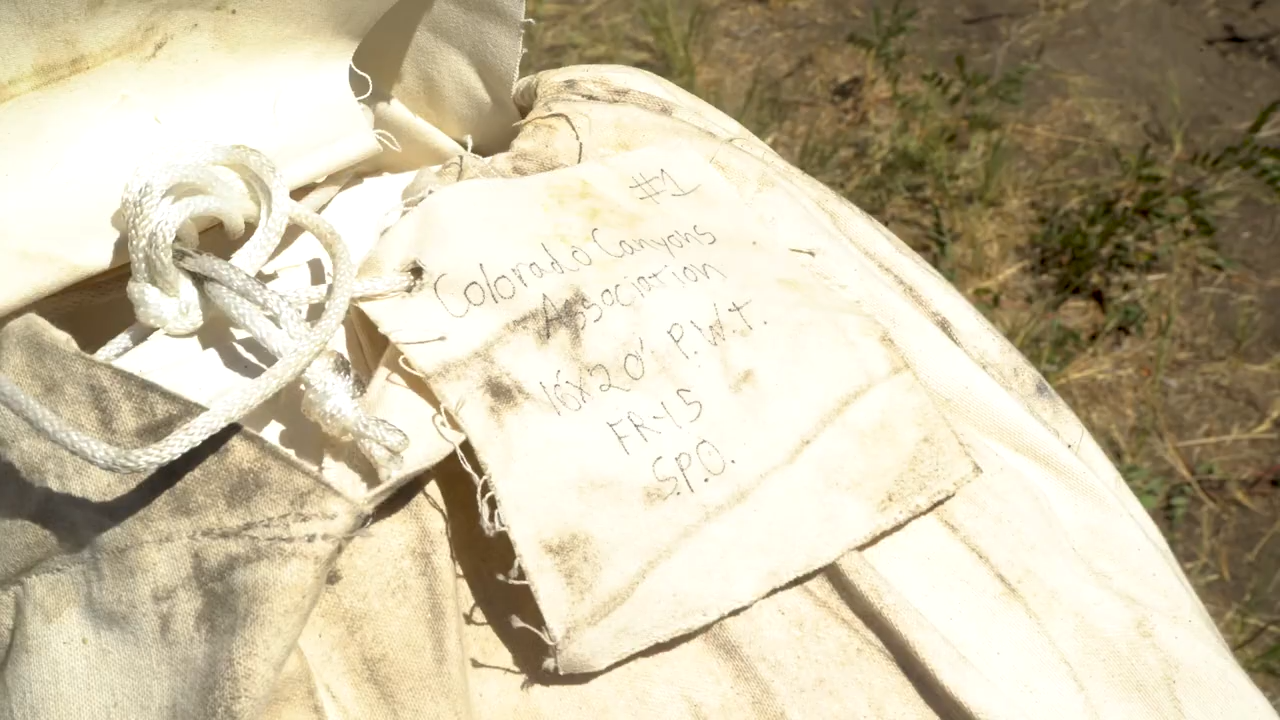 #1
Colorado Canyons
Association
16x20' P.W.t.
FR-15
S.P.O.